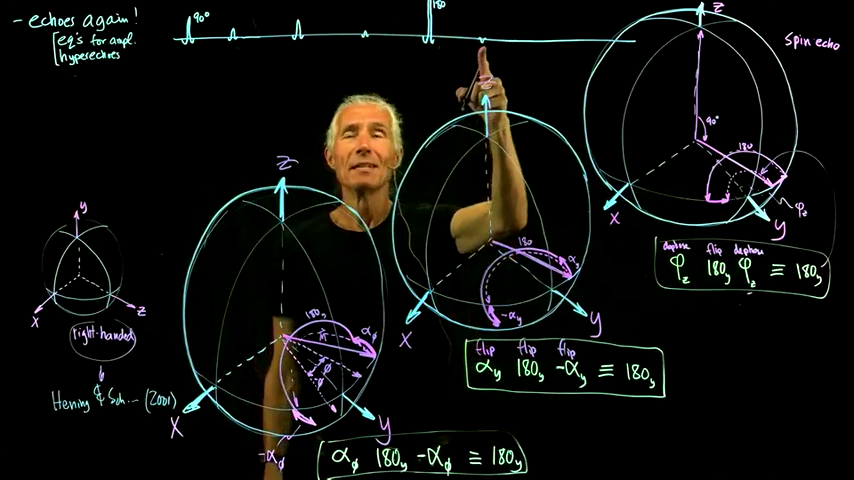 - echoes again!
[eq's for ampl.
hyperechoes
90°
180
z
Spin echo
90°
180
φz
x
y
dephase flip dephase
φz 180y φz ≡ 180y
180
αy
-αy
x
y
flip flip flip
αy 180y -αy ≡ 180y
z
180y
αφ
φ
φ
-αφ
x
y
αφ 180y -αφ ≡ 180y
y
x
z
right-handed
Hennig & Sch... (2001)